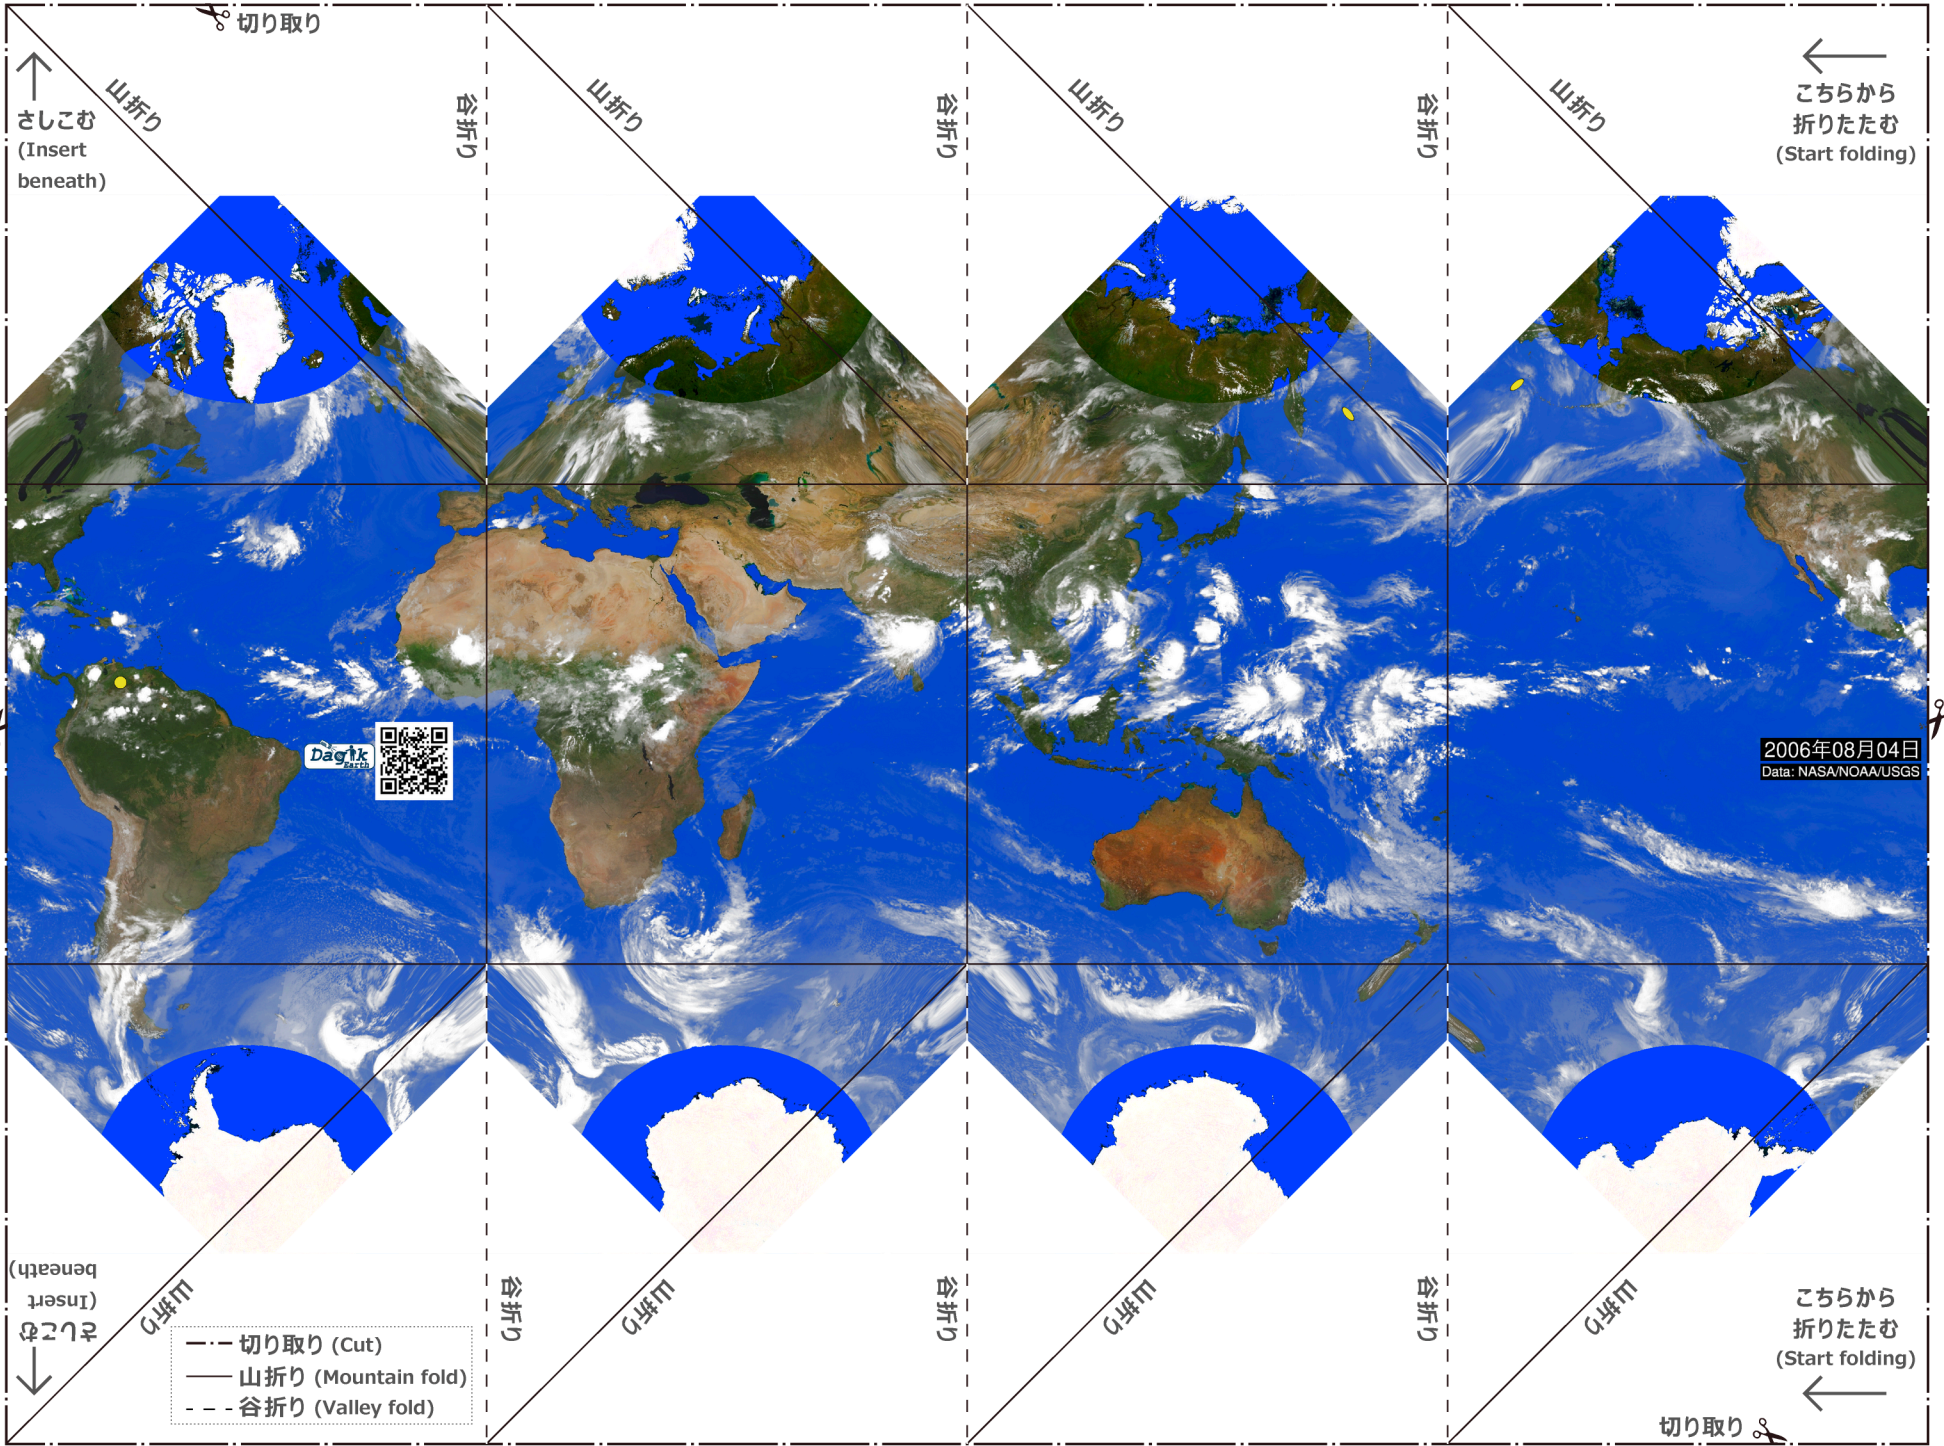 切り取り
山折り
谷折り
山折り
谷折り
山折り
谷折り
山折り
さしこむ
(Insert
beneath)
こちらから
折りたたむ
(Start folding)
Dagik
Earth
2006年08月04日
Data: NASA/NOAA/USGS
さしこむ
(Insert
beneath)
山折り
谷折り
山折り
谷折り
山折り
谷折り
山折り
こちらから
折りたたむ
(Start folding)
切り取り (Cut)
山折り (Mountain fold)
谷折り (Valley fold)
切り取り